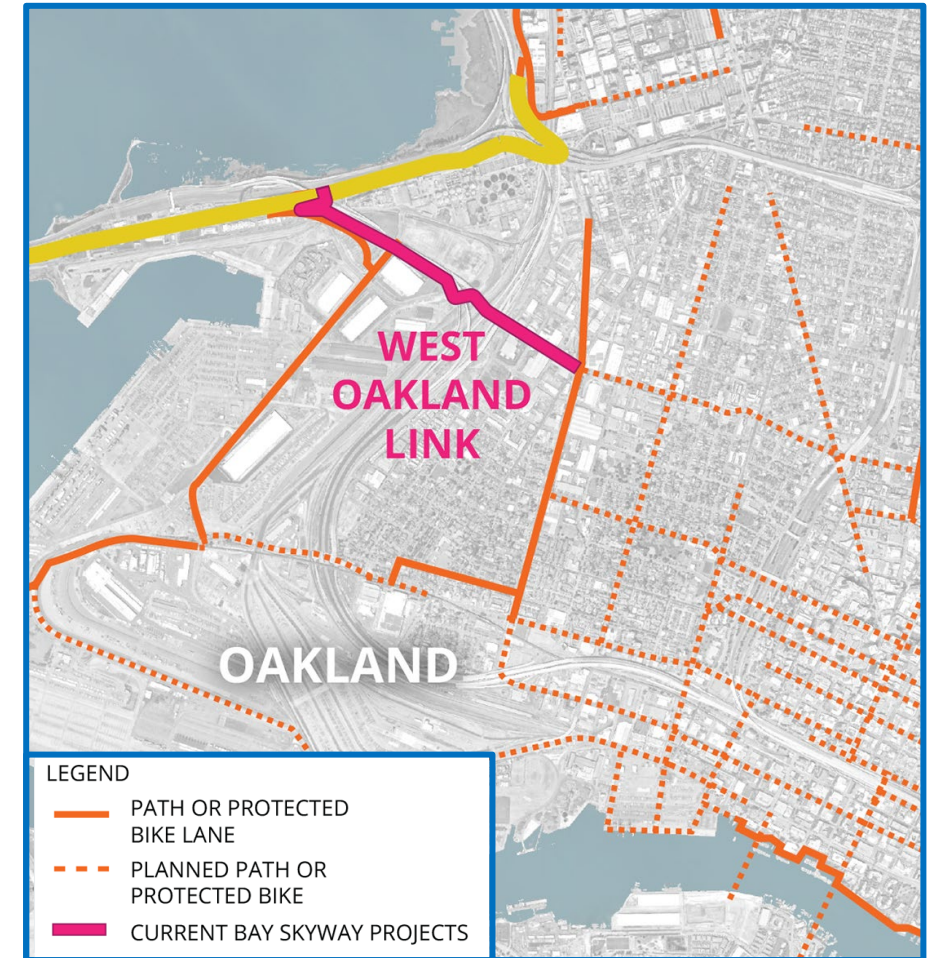 WEST
OAKLAND
LINK
OAKLAND
LEGEND
PATH OR PROTECTED
BIKE LANE
PLANNED PATH OR
PROTECTED BIKE
CURRENT BAY SKYWAY PROJECTS